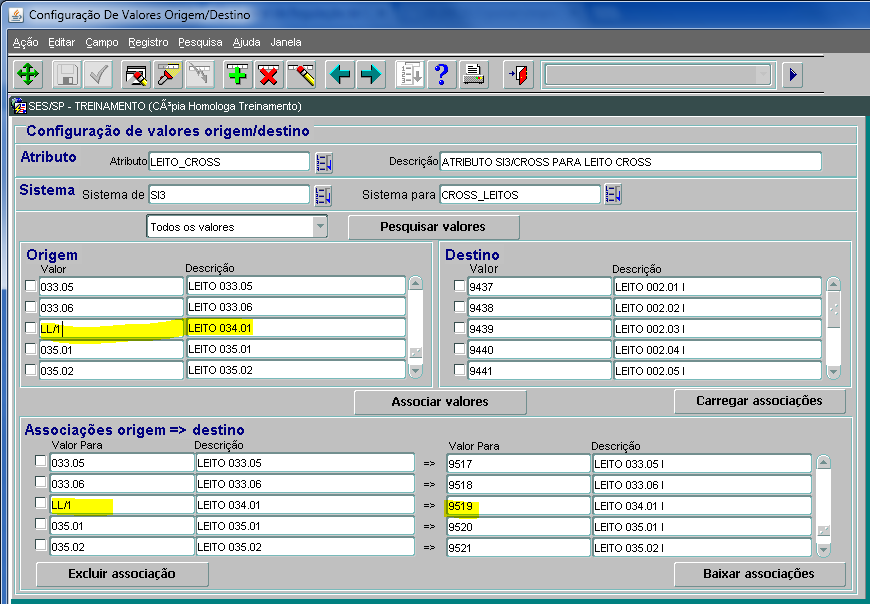 Configuração De Valores Origem/Destino
Ação Editar Campo Registro Pesquisa Ajuda Janela
SES/SP - TREINAMENTO (CÃ³pia Homologa Treinamento)
Configuração de valores origem/destino
Atributo Atributo LEITO_CROSS Descrição ATRIBUTO SI3/CROSS PARA LEITO CROSS
Sistema Sistema de SI3 Sistema para CROSS_LEITOS
Todos os valores Pesquisar valores
Origem
Valor Descrição
033.05 LEITO 033.05
033.06 LEITO 033.06
LL/1 LEITO 034.01
035.01 LEITO 035.01
035.02 LEITO 035.02
Destino
Valor Descrição
9437 LEITO 002.01 I
9438 LEITO 002.02 I
9439 LEITO 002.03 I
9440 LEITO 002.04 I
9441 LEITO 002.05 I
Associar valores Carregar associações
Associações origem => destino
Valor Para Descrição Valor Para Descrição
033.05 LEITO 033.05 => 9517 LEITO 033.05 I
033.06 LEITO 033.06 => 9518 LEITO 033.06 I
LL/1 LEITO 034.01 => 9519 LEITO 034.01 I
035.01 LEITO 035.01 => 9520 LEITO 035.01 I
035.02 LEITO 035.02 => 9521 LEITO 035.02 I
Excluir associação Baixar associações